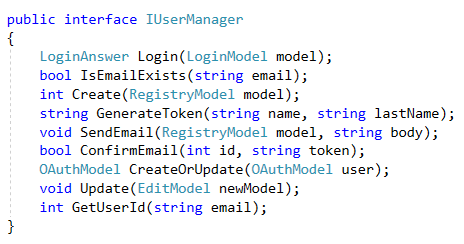 public interface IUserManager
{
    LoginAnswer Login(LoginModel model);
    bool IsEmailExists(string email);
    int Create(RegistryModel model);
    string GenerateToken(string name, string lastName);
    void SendEmail(RegistryModel model, string body);
    bool ConfirmEmail(int id, string token);
    OAuthModel CreateOrUpdate(OAuthModel user);
    void Update(EditModel newModel);
    int GetUserId(string email);
}